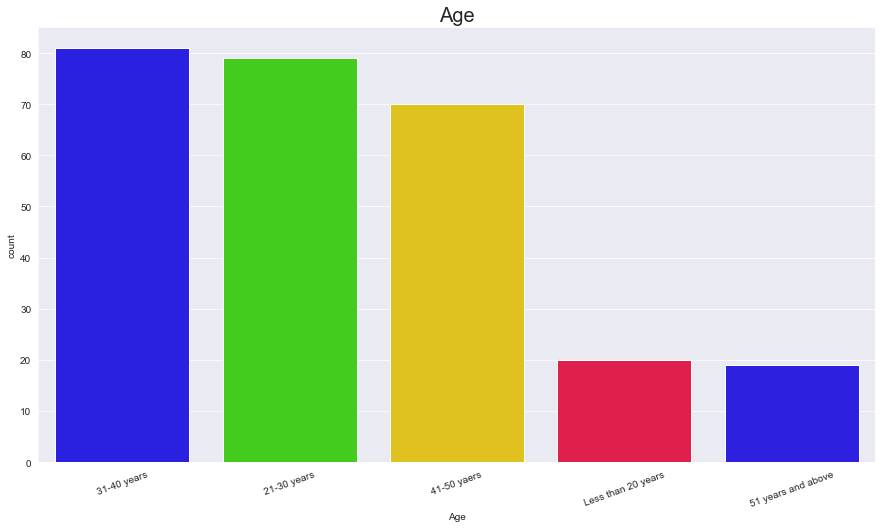 Age
80
70
60
50
40
30
20
10
0
count
31-40 years
21-30 years
41-50 yaers
Less than 20 years
51 years and above
Age